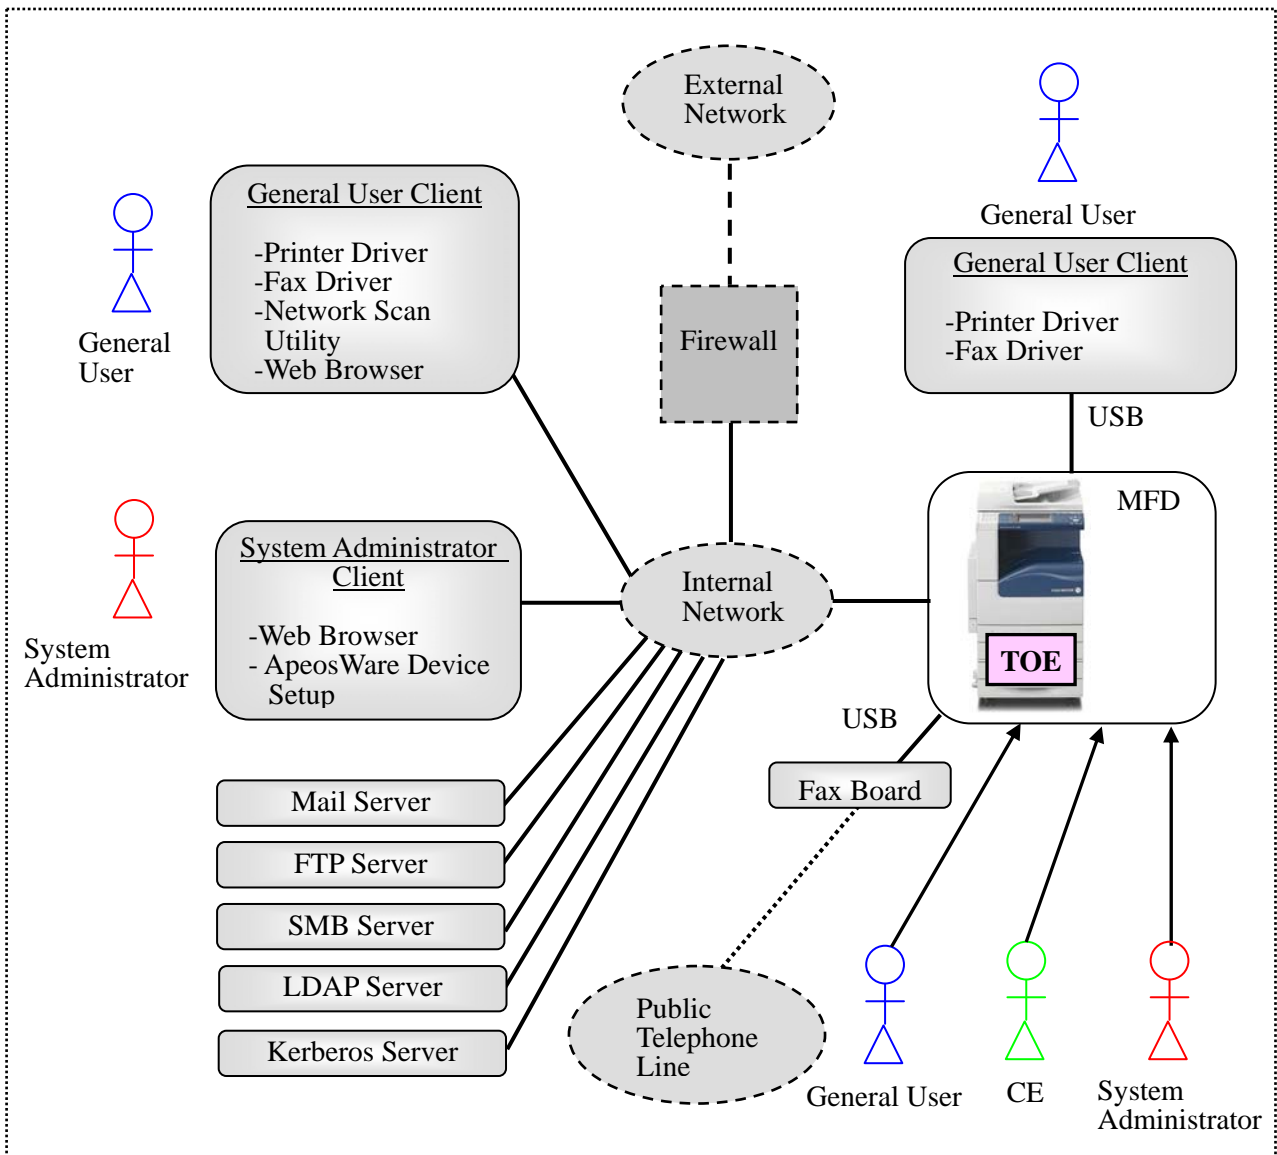 External
Network
General User
General User Client
-Printer Driver
-Fax Driver
-Network Scan
Utility
-Web Browser
General
User
Firewall
General User Client
-Printer Driver
-Fax Driver
USB
MFD
TOE
System Administrator
Client
-Web Browser
- ApeosWare Device
Setup
System
Administrator
Internal
Network
USB
Fax Board
Mail Server
FTP Server
SMB Server
LDAP Server
Kerberos Server
Public
Telephone
Line
General User
CE
System
Administrator